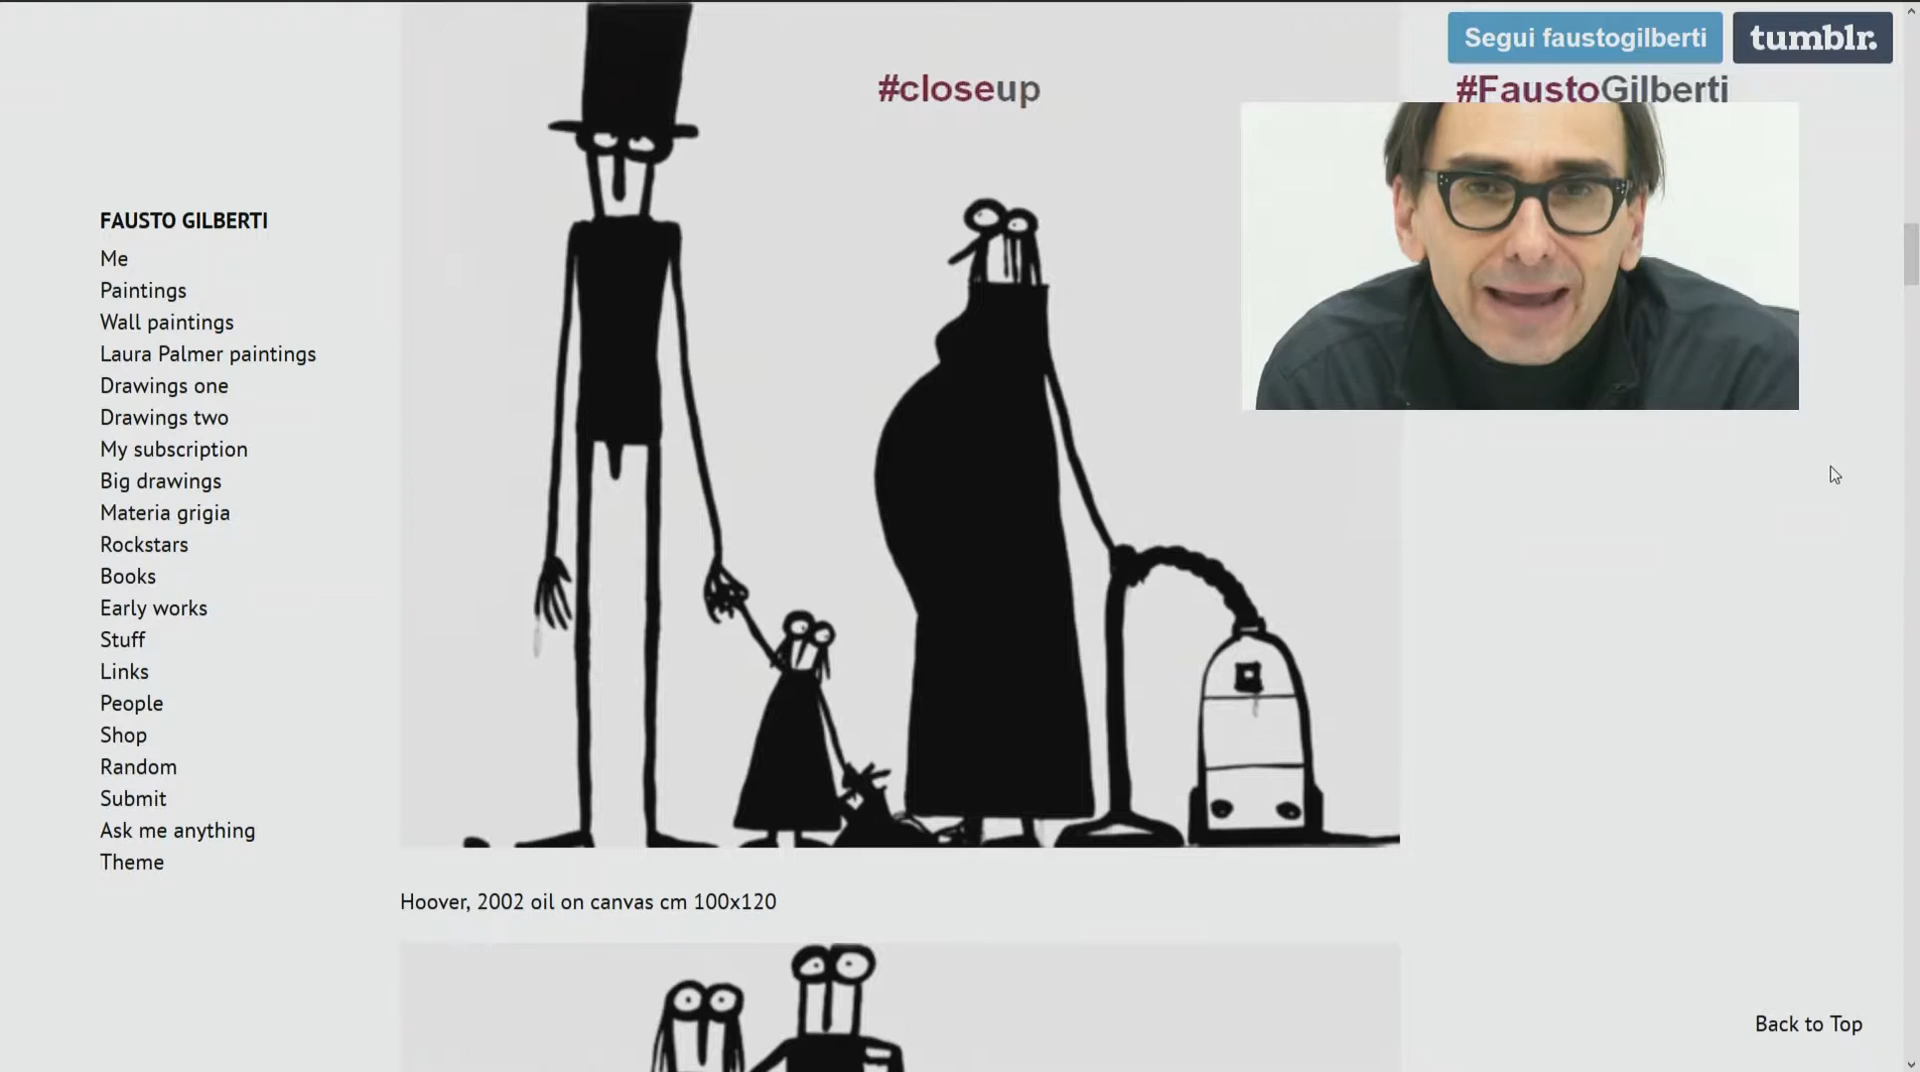 Segui faustogilberti
tumblr.
#closeup
#FaustoGilberti
FAUSTO GILBERTI
Me
Paintings
Wall paintings
Laura Palmer paintings
Drawings one
Drawings two
My subscription
Big drawings
Materia grigia
Rockstars
Books
Early works
Stuff
Links
People
Shop
Random
Submit
Ask me anything
Theme
Hoover, 2002 oil on canvas cm 100x120
Back to Top